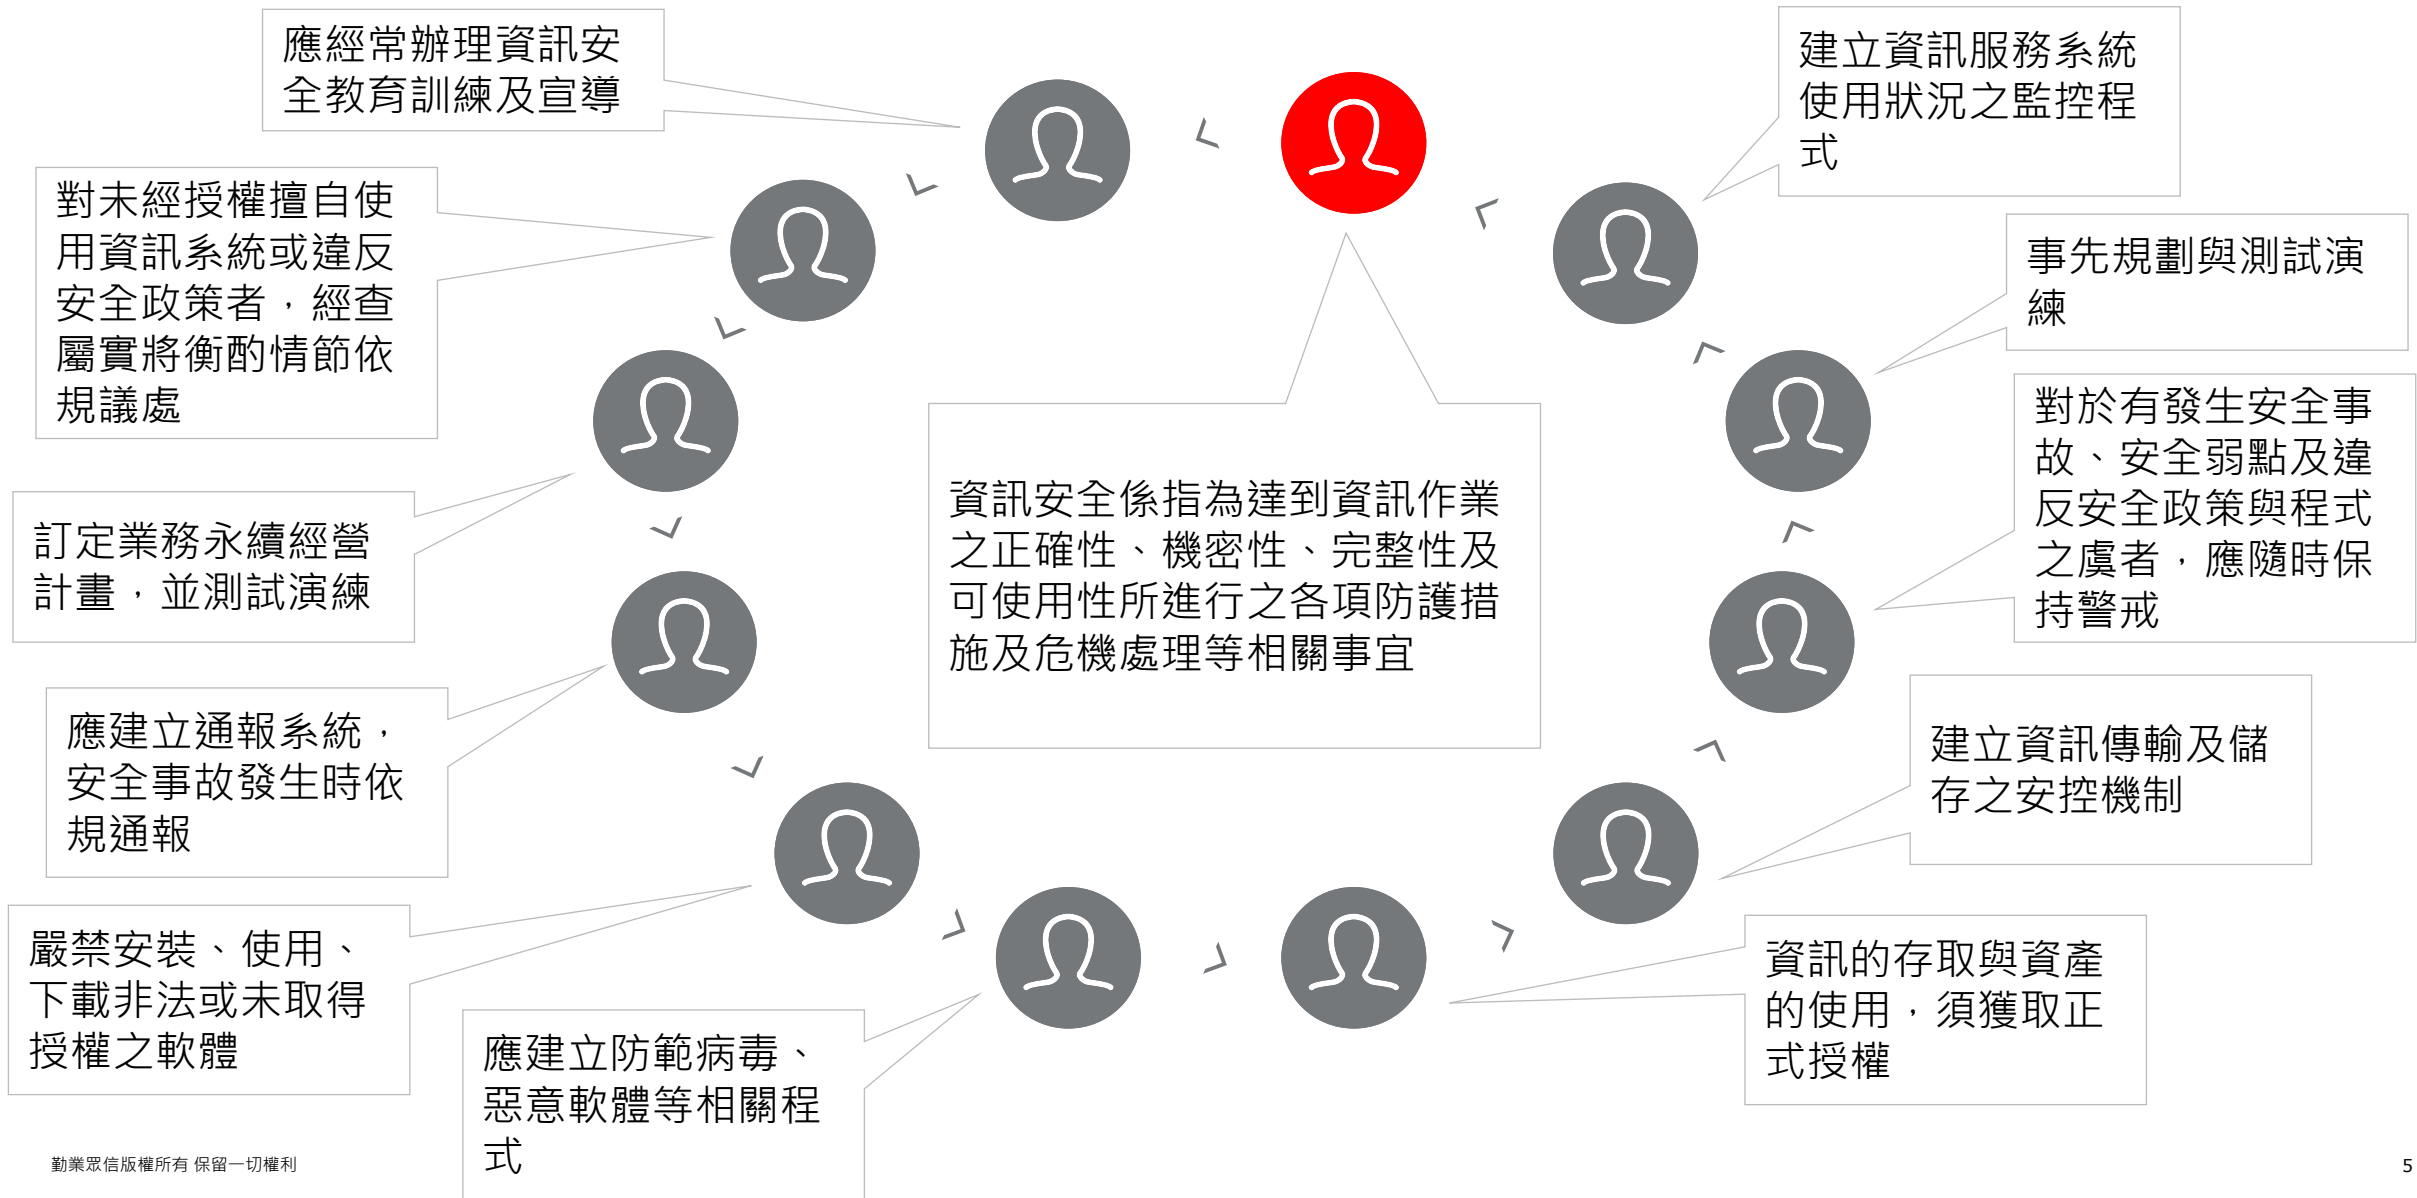 應經常辦理資訊安
全教育訓練及宣導
對未經授權擅自使
用資訊系統或違反
安全政策者，經查
屬實將衡酌情節依
規議處
訂定業務永續經營
計畫，並測試演練
應建立通報系統，
安全事故發生時依
規通報
嚴禁安裝、使用、
下載非法或未取得
授權之軟體
應建立防範病毒、
惡意軟體等相關程
式
資訊安全係指為達到資訊作業
之正確性、機密性、完整性及
可使用性所進行之各項防護措
施及危機處理等相關事宜
建立資訊服務系統
使用狀況之監控程
式
事先規劃與測試演
練
對於有發生安全事
故、安全弱點及違
反安全政策與程式
之虞者，應隨時保
持警戒
建立資訊傳輸及儲
存之安控機制
資訊的存取與資產
的使用，須獲取正
式授權
勤業眾信版權所有 保留一切權利
5